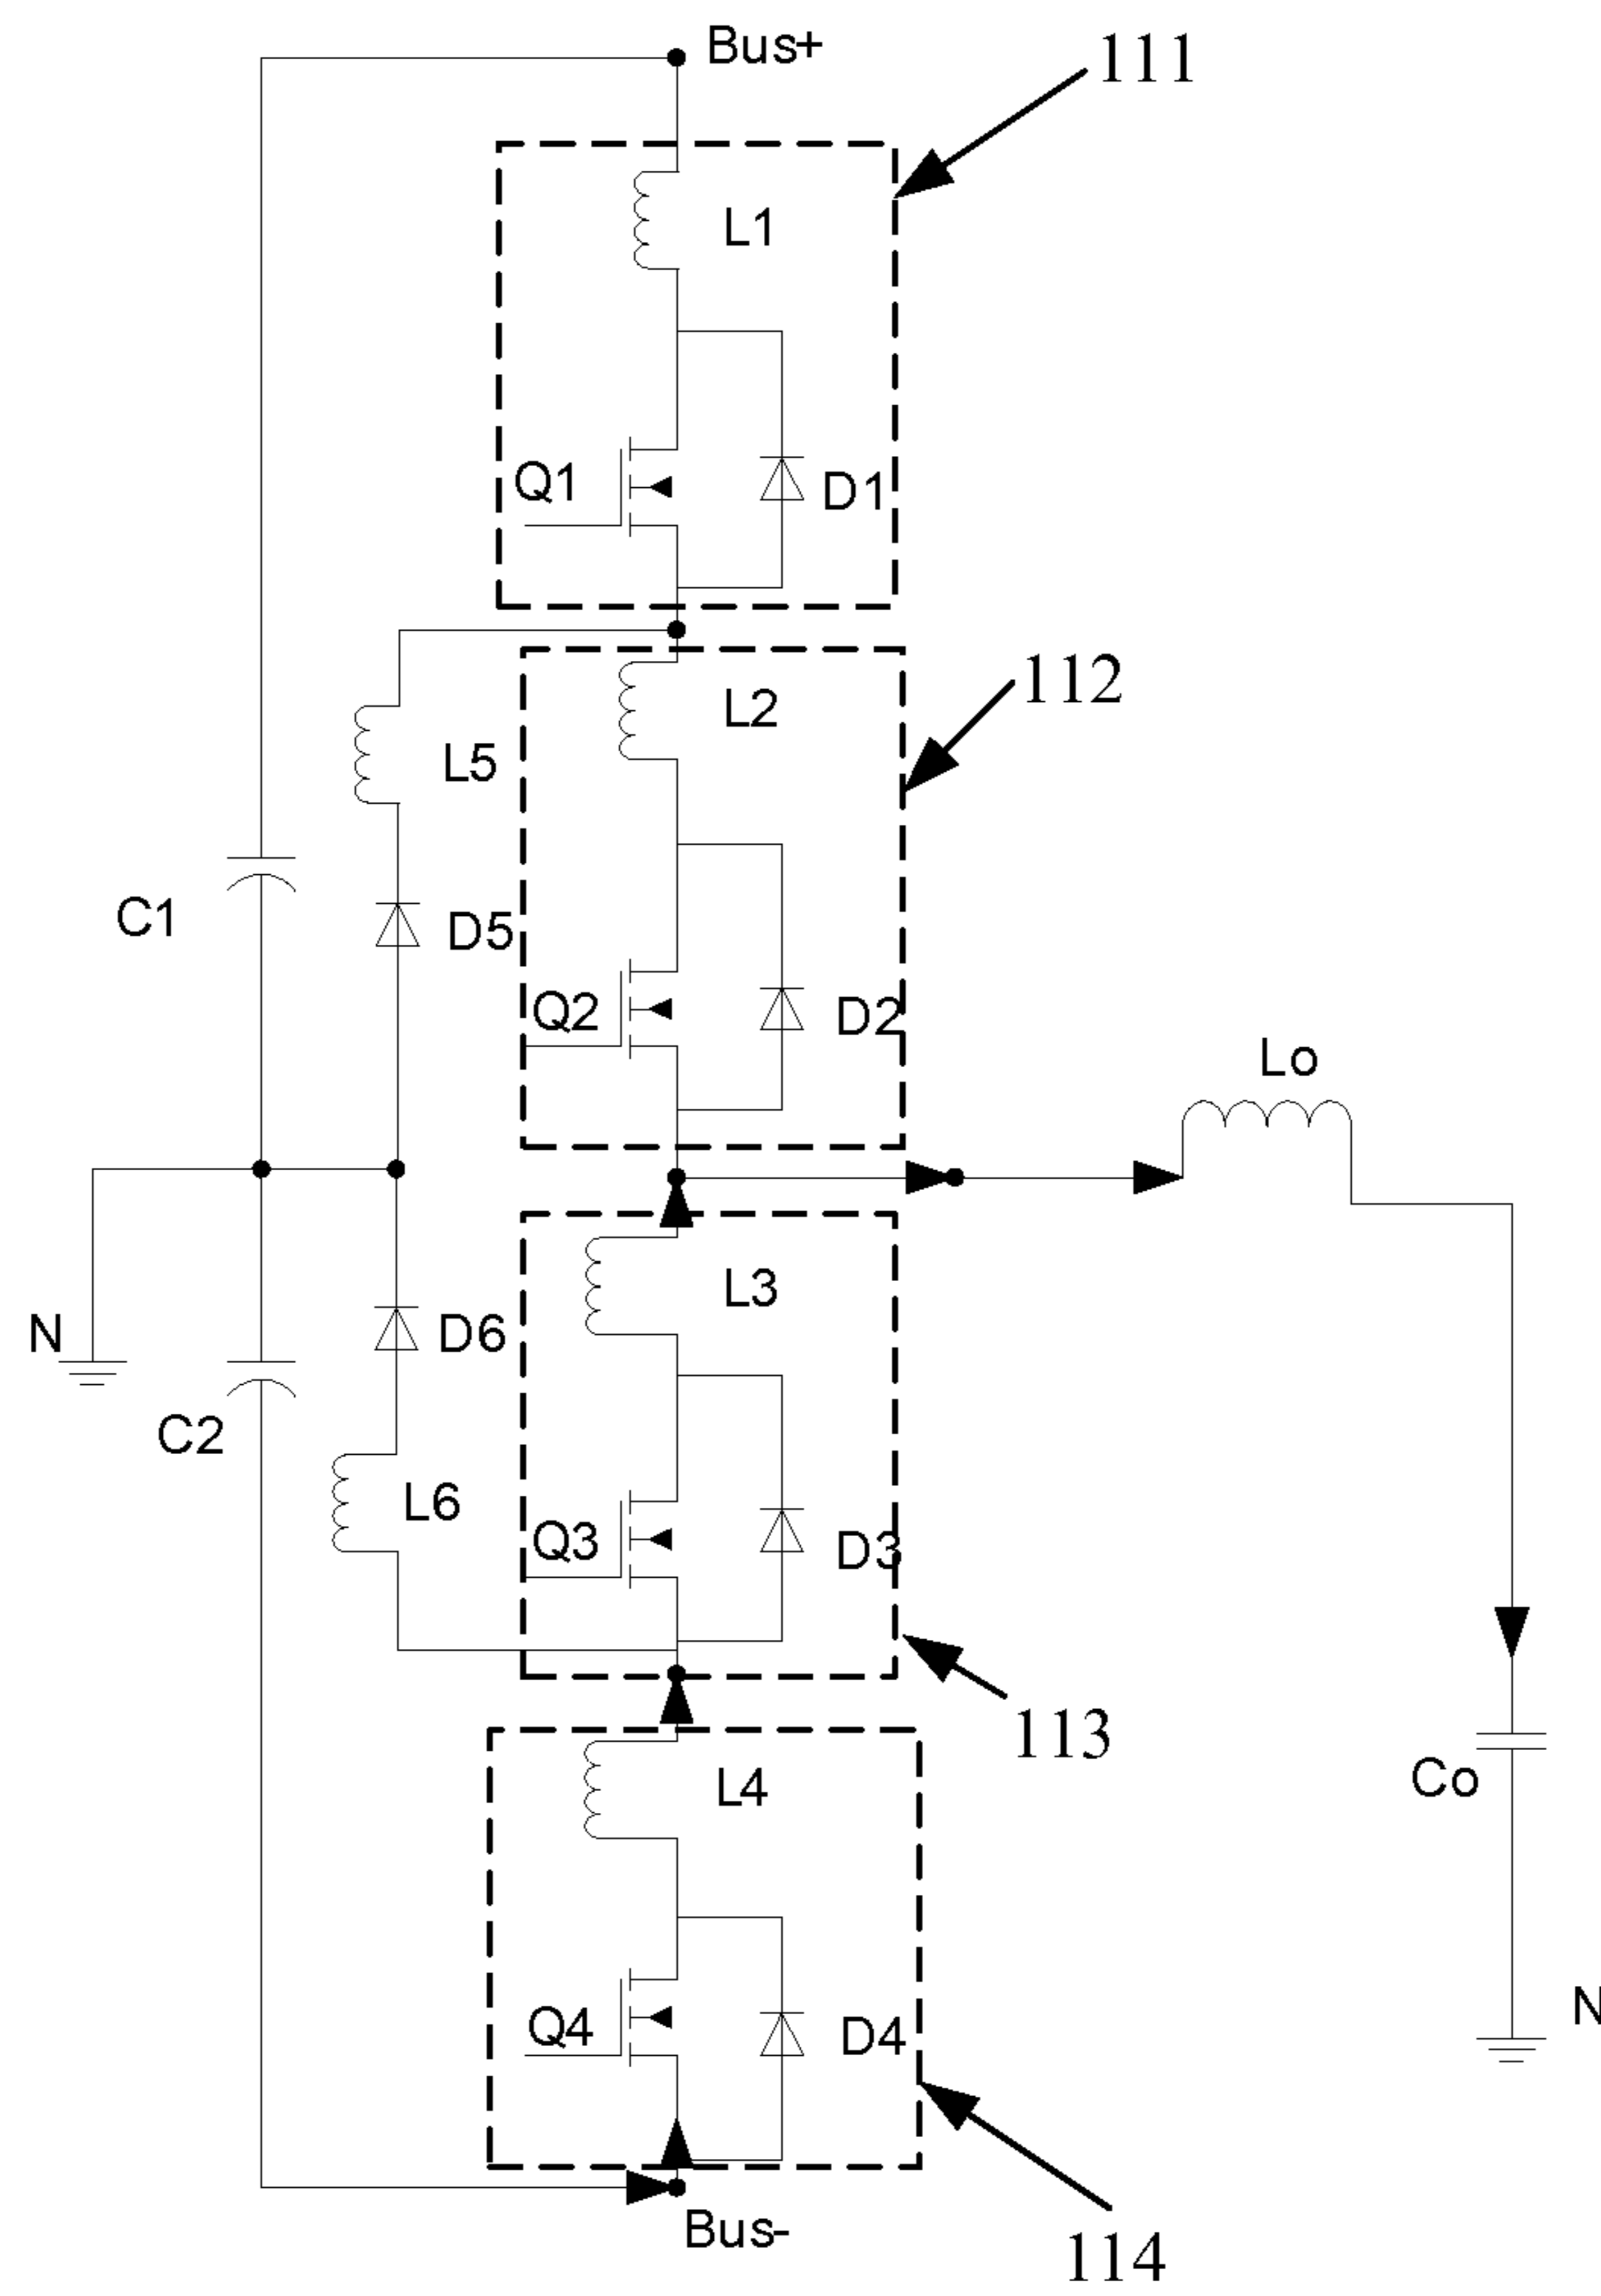 Bus+
111
L1
Q1
D1
112
L2
L5
C1
D5
Q2
D2
Lo
L3
N
D6
C2
L6
Q3
D3
113
Co
L4
N
Q4
D4
Bus-
114